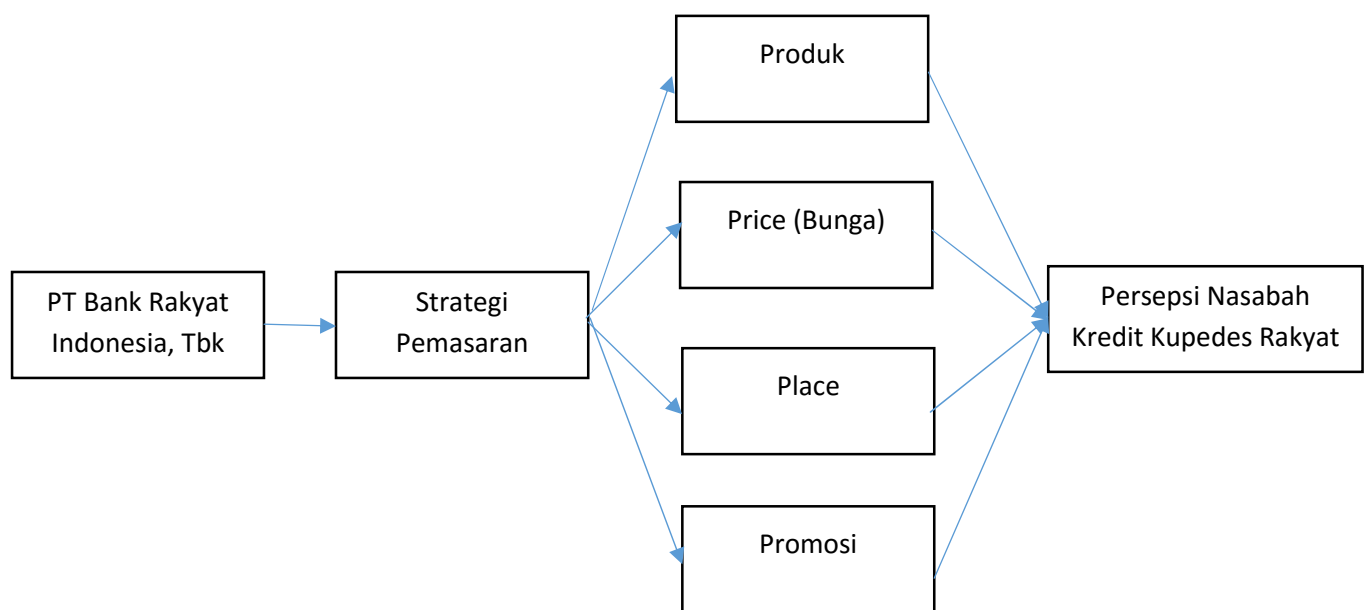 PT Bank Rakyat
Indonesia, Tbk
Strategi
Pemasaran
Produk
Price (Bunga)
Place
Promosi
Persepsi Nasabah
Kredit Kupedes Rakyat